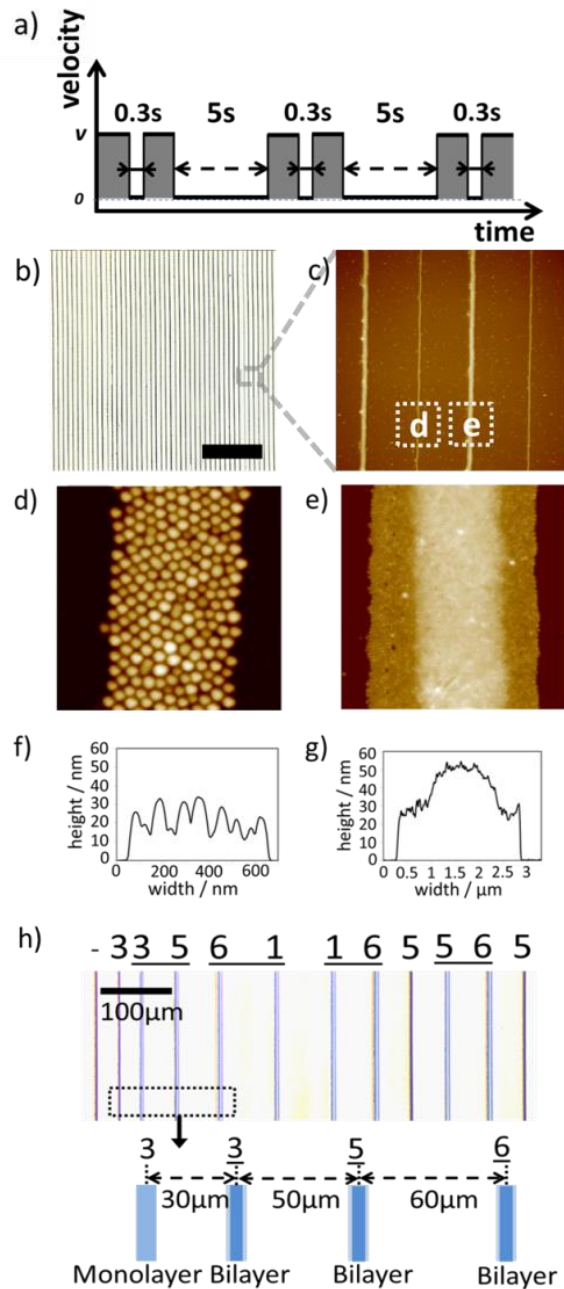 a)
velocity
v
0
0.3s 5s 0.3s 5s 0.3s
time
b)
c)
d e
d)
e)
f)
height / nm
60
50
40
30
20
10
0
0 200 400 600
width / nm
g)
height / nm
60
50
40
30
20
10
0
0 0.5 1 1.5 2 2.5 3
width / µm
h)
- 3 3 5 6 1 1 6 5 5 6 5
100µm
3 3 5 6
30µm 50µm 60µm
Monolayer Bilayer Bilayer Bilayer